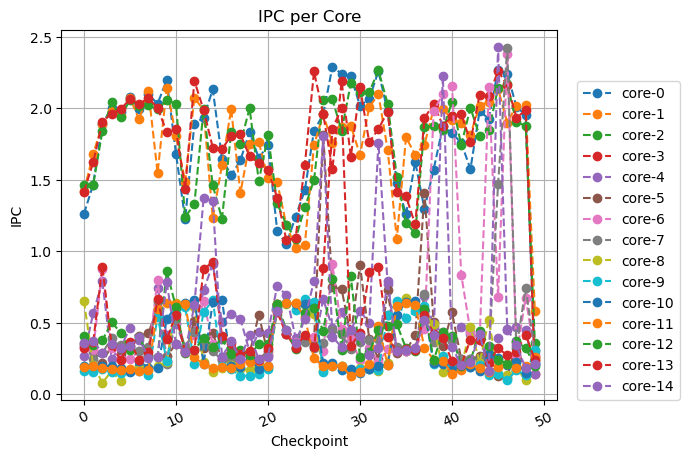 IPC per Core
2.5
2.0
1.5
1.0
0.5
0.0
IPC
0
10
20
30
40
50
Checkpoint
core-0
core-1
core-2
core-3
core-4
core-5
core-6
core-7
core-8
core-9
core-10
core-11
core-12
core-13
core-14